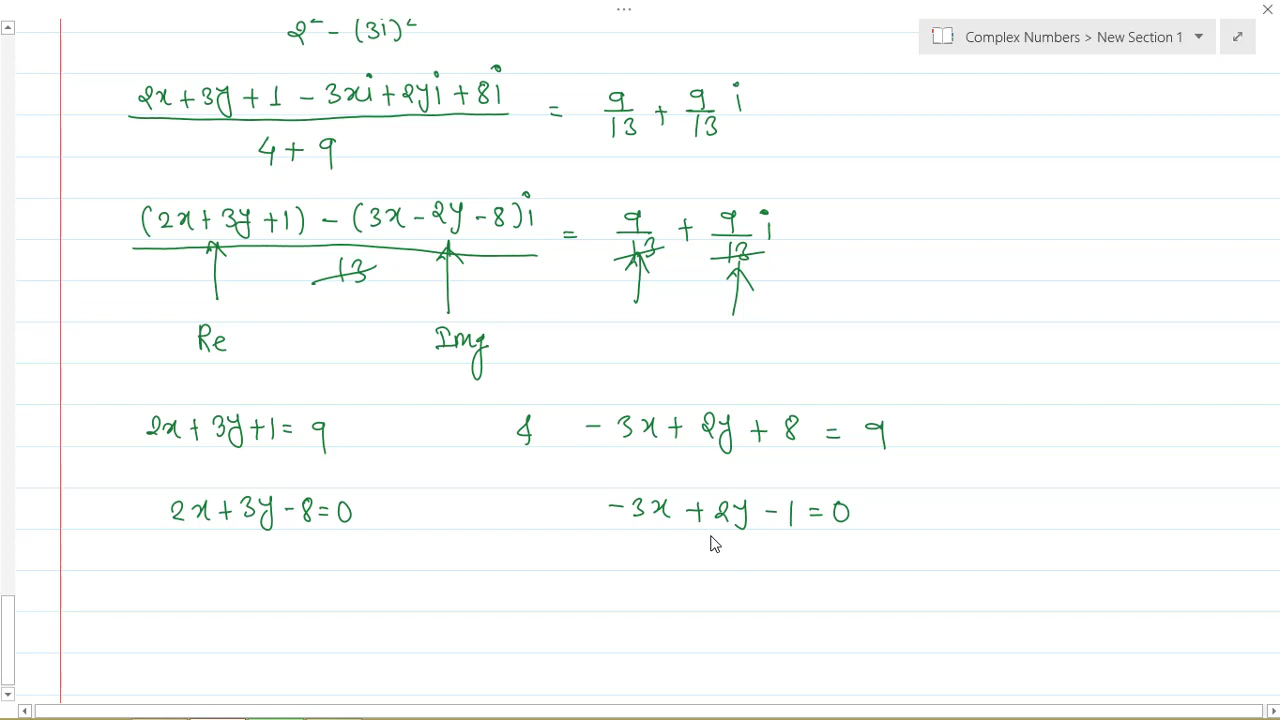 Complex Numbers > New Section 1
2² - (3i)²
2x + 3y + 1 - 3xi + 2yi + 8i = 9 + 9 i
4 + 9 13 13
(2x + 3y + 1) - (3x - 2y - 8)i = 9 + 9 i
13 13 13
Re Img
2x + 3y + 1 = 9 & - 3x + 2y + 8 = 9
2x + 3y - 8 = 0 - 3x + 2y - 1 = 0